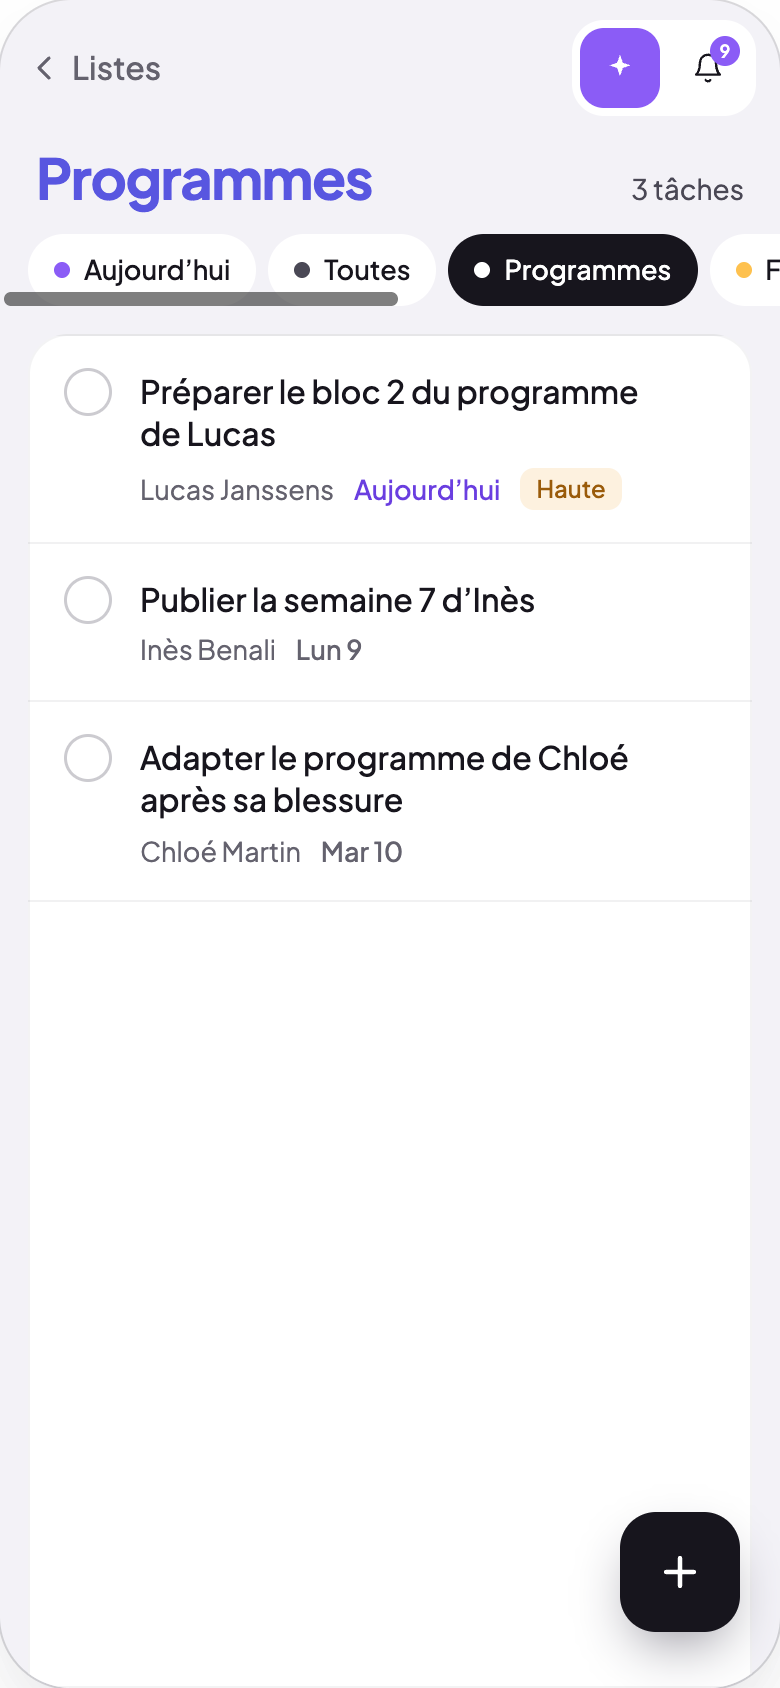 Listes
9
Programmes
3 tâches
Aujourd’hui
Toutes
Programmes
F
Préparer le bloc 2 du programme
de Lucas
Lucas Janssens Aujourd’hui Haute
Publier la semaine 7 d’Inès
Inès Benali Lun 9
Adapter le programme de Chloé
après sa blessure
Chloé Martin Mar 10